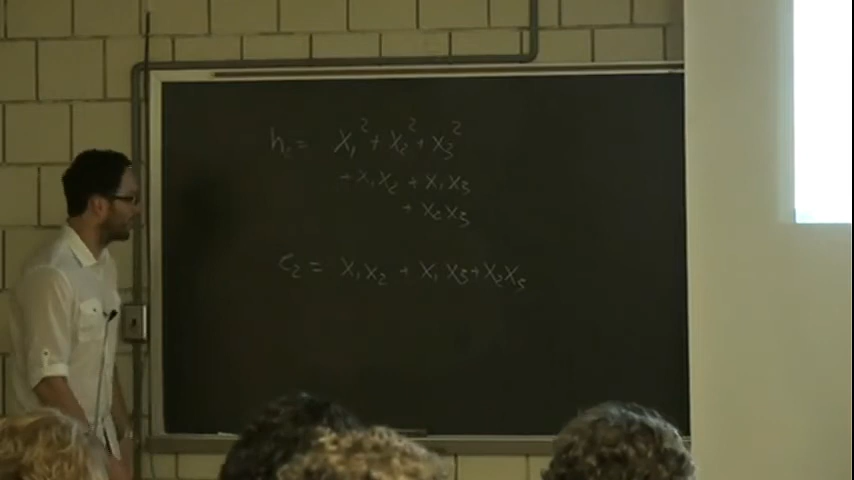 h₂ = x₁² + x₂² + x₃²
+ x₁x₂ + x₁x₃
+ x₂x₃
e₂ = x₁x₂ + x₁x₃ + x₂x₃